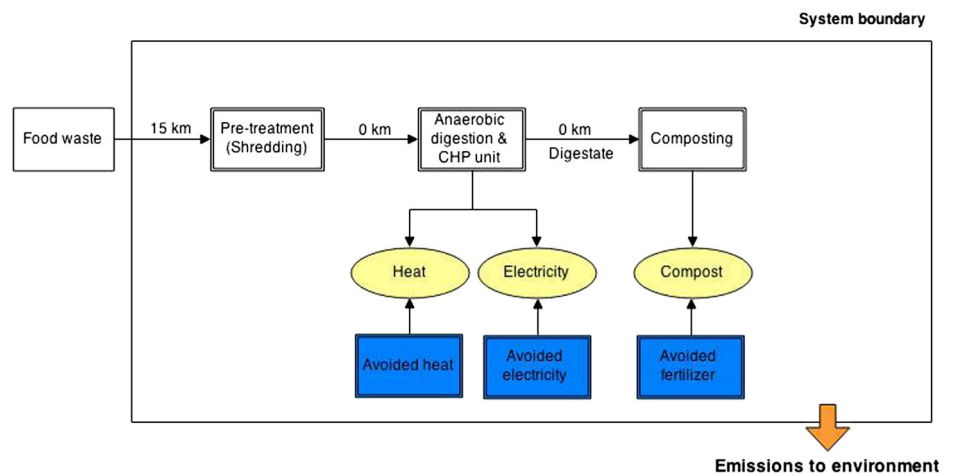 System boundary
Food waste
15 km
Pre-treatment
(Shredding)
0 km
Anaerobic
digestion &
CHP unit
0 km
Digestate
Composting
Heat
Electricity
Compost
Avoided heat
Avoided
electricity
Avoided
fertilizer
Emissions to environment